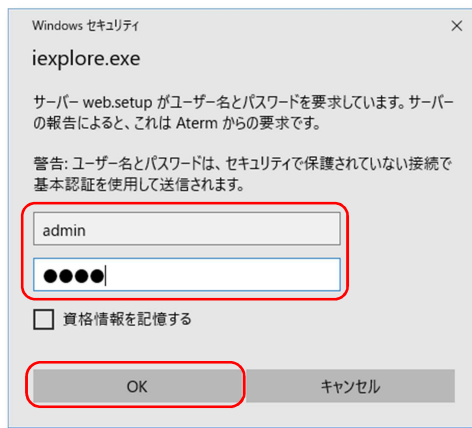 Windows セキュリティ
iexplore.exe
サーバー web.setup がユーザー名とパスワードを要求しています。サーバー
の報告によると、これは Aterm からの要求です。
警告: ユーザー名とパスワードは、セキュリティで保護されていない接続で
基本認証を使用して送信されます。
admin
●●●●
資格情報を記憶する
OK
キャンセル